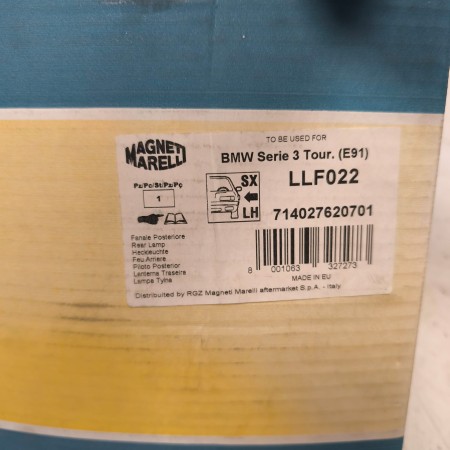 TO BE USED FOR
MAGNETI
MARELLI
BMW Serie 3 Tour. (E91)
Pz/Pc/St/Pz/Pç
1
SX
LH
LLF022
714027620701
Fanale Posteriore
Rear Lamp
Heckleuchte
Feu Arriere
Piloto Posterior
Lanterna Traseira
Lampa Tylna
8 001063 327273
MADE IN EU
Distributed by RGZ Magneti Marelli aftermarket S.p.A. - Italy